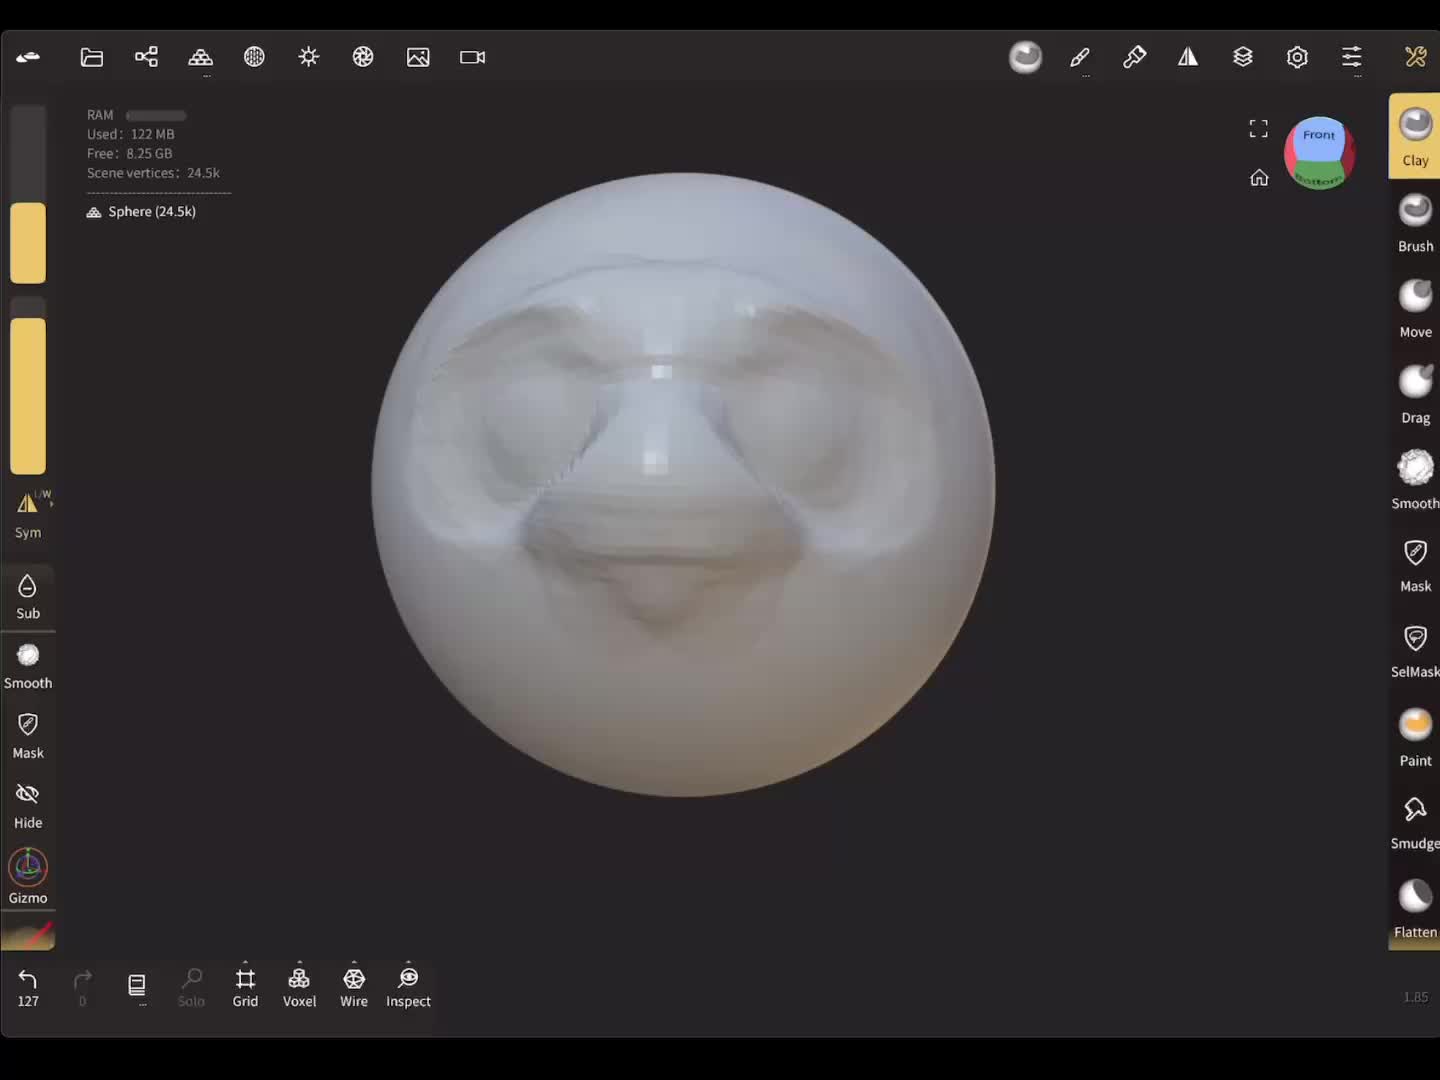 RAM
Used: 122 MB
Free: 8.25 GB
Scene vertices: 24.5k
Sphere (24.5k)
Front
Bottom
Clay
Brush
Move
Drag
Smooth
Mask
SelMask
Paint
Smudge
Flatten
L/W
Sym
Sub
Smooth
Mask
Hide
Gizmo
127
0
Solo
Grid
Voxel
Wire
Inspect
1.85